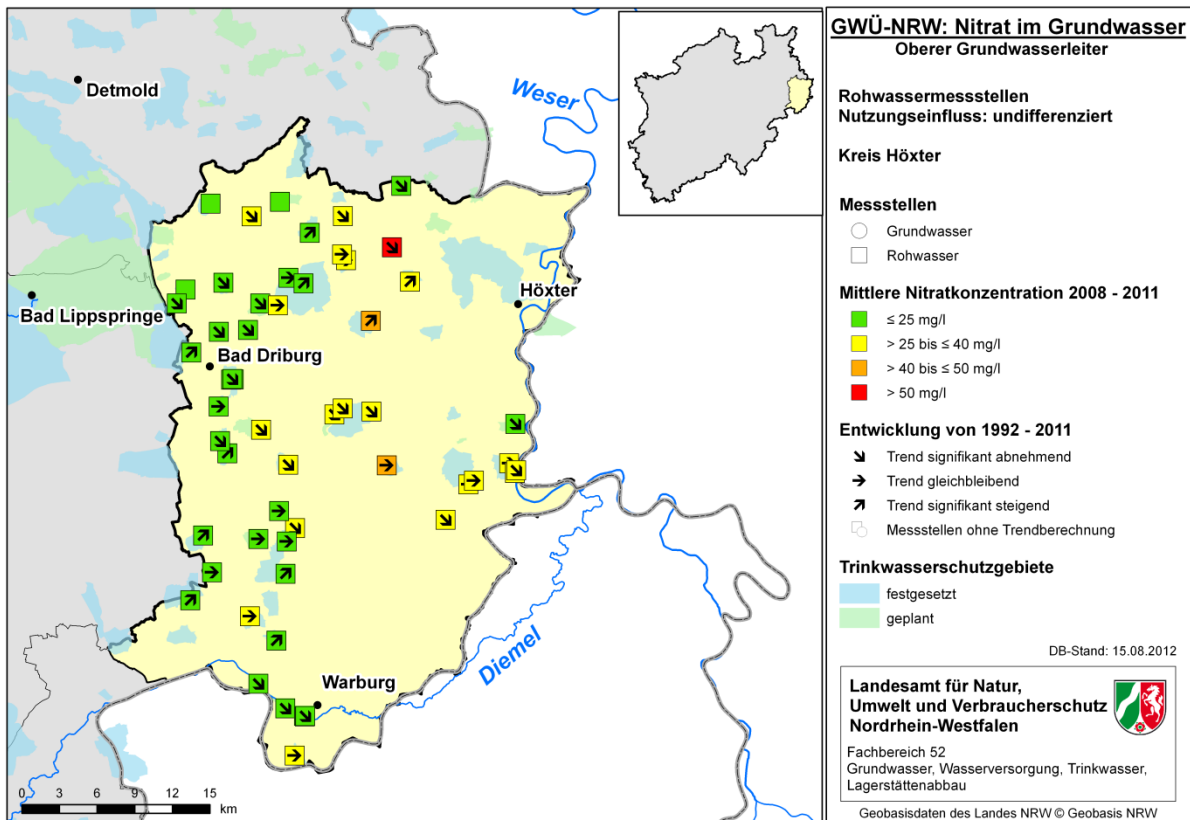 Detmold
Weser
Bad Lippspringe
Höxter
Bad Driburg
Diemel
Warburg
0 3 6 9 12 15
km
GWÜ-NRW: Nitrat im Grundwasser
Oberer Grundwasserleiter
Rohwassermessstellen
Nutzungseinfluss: undifferenziert
Kreis Höxter
Messstellen
Grundwasser
Rohwasser
Mittlere Nitratkonzentration 2008 - 2011
≤ 25 mg/l
> 25 bis ≤ 40 mg/l
> 40 bis ≤ 50 mg/l
> 50 mg/l
Entwicklung von 1992 - 2011
Trend signifikant abnehmend
Trend gleichbleibend
Trend signifikant steigend
Messstellen ohne Trendberechnung
Trinkwasserschutzgebiete
festgesetzt
geplant
DB-Stand: 15.08.2012
Landesamt für Natur,
Umwelt und Verbraucherschutz
Nordrhein-Westfalen
Fachbereich 52
Grundwasser, Wasserversorgung, Trinkwasser,
Lagerstättenabbau
Geobasisdaten des Landes NRW © Geobasis NRW